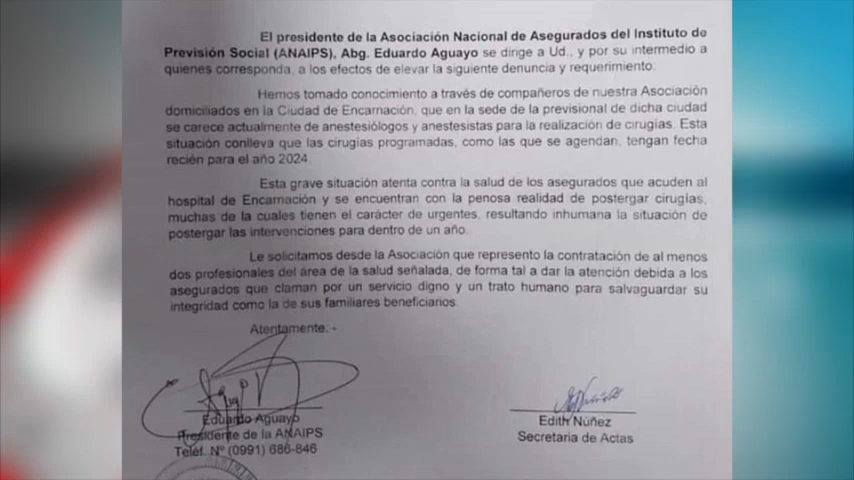 El presidente de la Asociación Nacional de Asegurados del Instituto de
Previsión Social (ANAIPS), Abg. Eduardo Aguayo se dirige a Ud., y por su intermedio a
quienes corresponda, a los efectos de elevar la siguiente denuncia y requerimiento:
Hemos tomado conocimiento a través de compañeros de nuestra Asociación
domiciliados en la Ciudad de Encarnación, que en la sede de la previsional de dicha ciudad
se carece actualmente de anestesiólogos y anestesistas para la realización de cirugías. Esta
situación conlleva que las cirugías programadas, como las que se agendan, tengan fecha
recién para el año 2024.
Esta grave situación atenta contra la salud de los asegurados que acuden al
hospital de Encarnación y se encuentran con la penosa realidad de postergar cirugías,
muchas de la cuales tienen el carácter de urgentes, resultando inhumana la situación de
postergar las intervenciones para dentro de un año.
Le solicitamos desde la Asociación que represento la contratación de al menos
dos profesionales del área de la salud señalada, de forma tal a dar la atención debida a los
asegurados que claman por un servicio digno y un trato humano para salvaguardar su
integridad como la de sus familiares beneficiarios.
Atentamente. -
Eduardo Aguayo
Presidente de la ANAIPS
Teléf. Nº (0991) 686-846
Edith Núñez
Secretaria de Actas